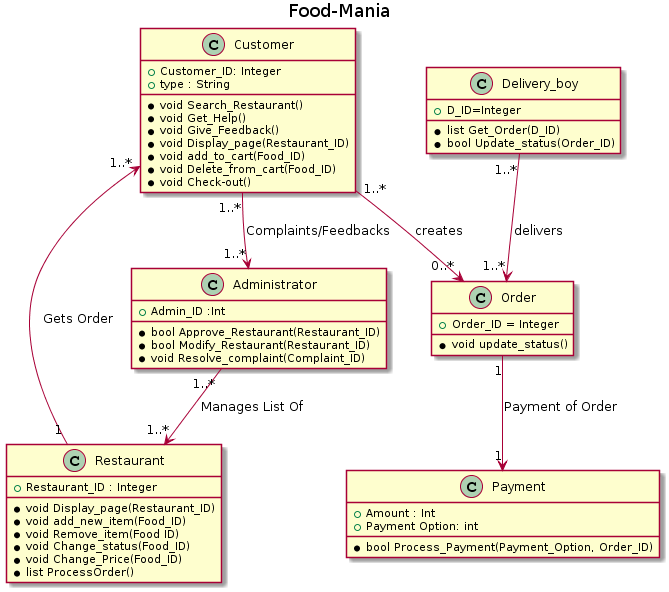 Food-Mania
C Customer
Customer_ID: Integer
type : String
void Search_Restaurant()
void Get_Help()
void Give_Feedback()
void Display_page(Restaurant_ID)
void add_to_cart(Food_ID)
void Delete_from_cart(Food_ID)
void Check-out()
C Delivery_boy
D_ID=Integer
list Get_Order(D_ID)
bool Update_status(Order_ID)
1..*
1..*
1..*
1..*
Complaints/Feedbacks
creates
delivers
1..*
0..*
1..*
C Administrator
Admin_ID :Int
bool Approve_Restaurant(Restaurant_ID)
bool Modify_Restaurant(Restaurant_ID)
void Resolve_complaint(Complaint_ID)
C Order
Order_ID = Integer
void update_status()
Gets Order
1..*
Manages List Of
1..*
1
1
Payment of Order
1
C Restaurant
Restaurant_ID : Integer
void Display_page(Restaurant_ID)
void add_new_item(Food_ID)
void Remove_item(Food ID)
void Change_status(Food_ID)
void Change_Price(Food_ID)
list ProcessOrder()
C Payment
Amount : Int
Payment Option: int
bool Process_Payment(Payment_Option, Order_ID)